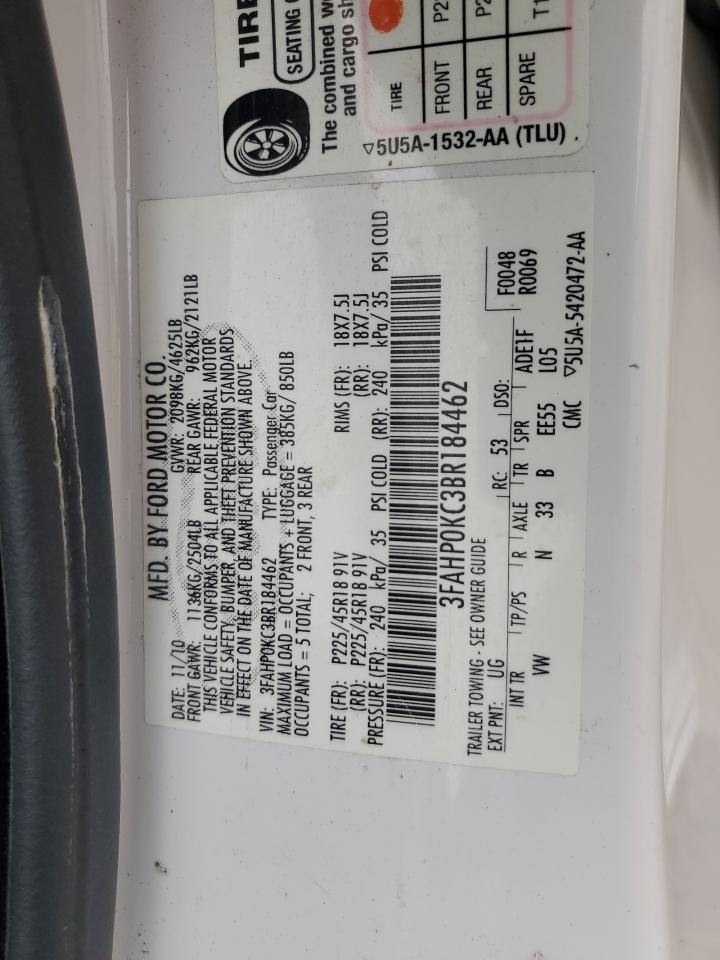 TIRE
SEATING
The combined
and cargo
TIRE
FRONT
REAR
SPARE
▽5U5A-1532-AA (TLU)
MFD. BY FORD MOTOR CO.
DATE: 11/10 GVWR: 2098KG/4625LB
FRONT GAWR: 1136KG/2504LB REAR GAWR: 962KG/2121LB
THIS VEHICLE CONFORMS TO ALL APPLICABLE FEDERAL MOTOR
VEHICLE SAFETY, BUMPER, AND THEFT PREVENTION STANDARDS
IN EFFECT ON THE DATE OF MANUFACTURE SHOWN ABOVE.
VIN: 3FAHP0KC3BR184462 TYPE: Passenger Car
MAXIMUM LOAD = OCCUPANTS + LUGGAGE = 385KG/ 850LB
OCCUPANTS = 5 TOTAL; 2 FRONT, 3 REAR
TIRE (FR): P225/45R18 91V RIMS (FR): 18X7.5J
(RR): P225/45R18 91V (RR): 18X7.5J
PRESSURE (FR): 240 kPa/ 35 PSI COLD (RR): 240 kPa/ 35 PSI COLD
3FAHP0KC3BR184462
TRAILER TOWING - SEE OWNER GUIDE
EXT PNT: UG RC: 53 DSO: F0048
R0069
INT TR TP/PS R AXLE TR SPR ADE1F
VW N 33 B EE55 L05
CMC ▽5U5A-5420472-AA